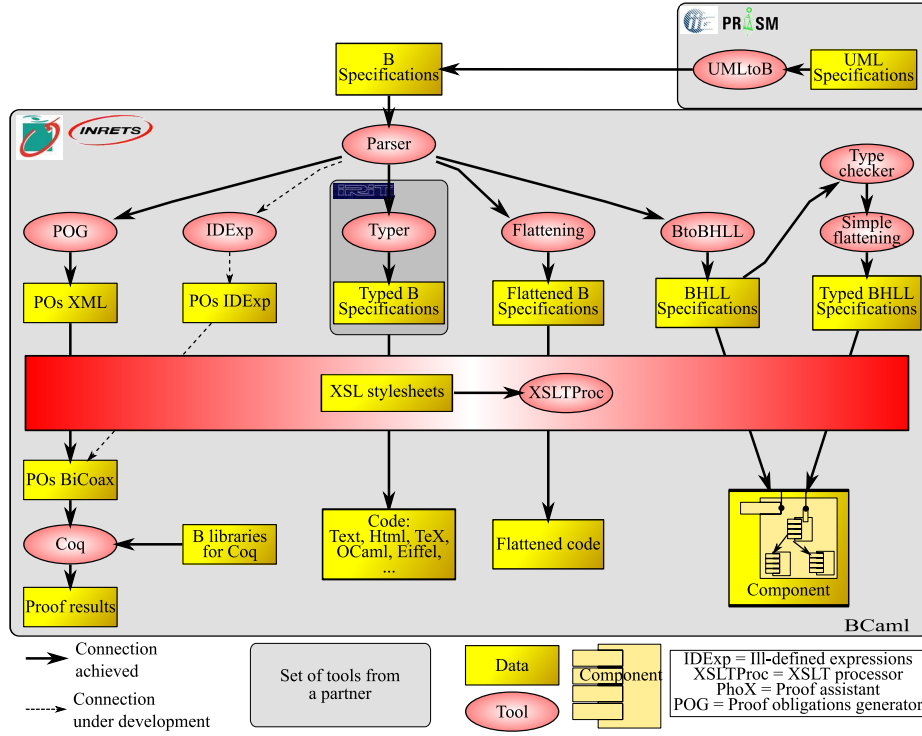 PRiSM
B
Specifications
UMLtoB
UML
Specifications
INRETS
Parser
Type
checker
IRIT
POG
IDExp
Typer
Flattening
BtoBHLL
Simple
flattening
POs XML
POs IDExp
Typed B
Specifications
Flattened B
Specifications
BHLL
Specifications
Typed BHLL
Specifications
XSL stylesheets
XSLTProc
POs BiCoax
Coq
B libraries
for Coq
Code:
Text, Html, TeX,
OCaml, Eiffel,
...
Flattened code
Component
Proof results
BCaml
Connection
achieved
Connection
under development
Set of tools from
a partner
Data
Tool
Component
IDExp = Ill-defined expressions
XSLTProc = XSLT processor
PhoX = Proof assistant
POG = Proof obligations generator